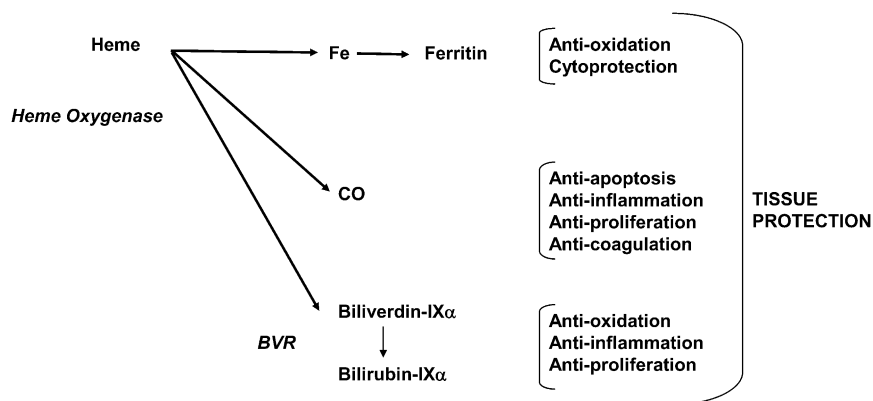 Heme
Fe
Ferritin
Anti-oxidation
Cytoprotection
Heme Oxygenase
CO
Anti-apoptosis
Anti-inflammation
Anti-proliferation
Anti-coagulation
TISSUE
PROTECTION
Biliverdin-IXα
BVR
Bilirubin-IXα
Anti-oxidation
Anti-inflammation
Anti-proliferation